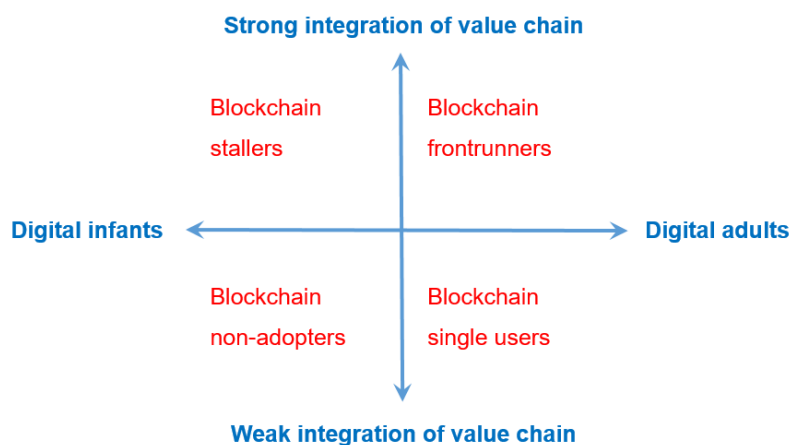 Strong integration of value chain
Blockchain
stallers
Blockchain
frontrunners
Digital infants
Digital adults
Blockchain
non-adopters
Blockchain
single users
Weak integration of value chain